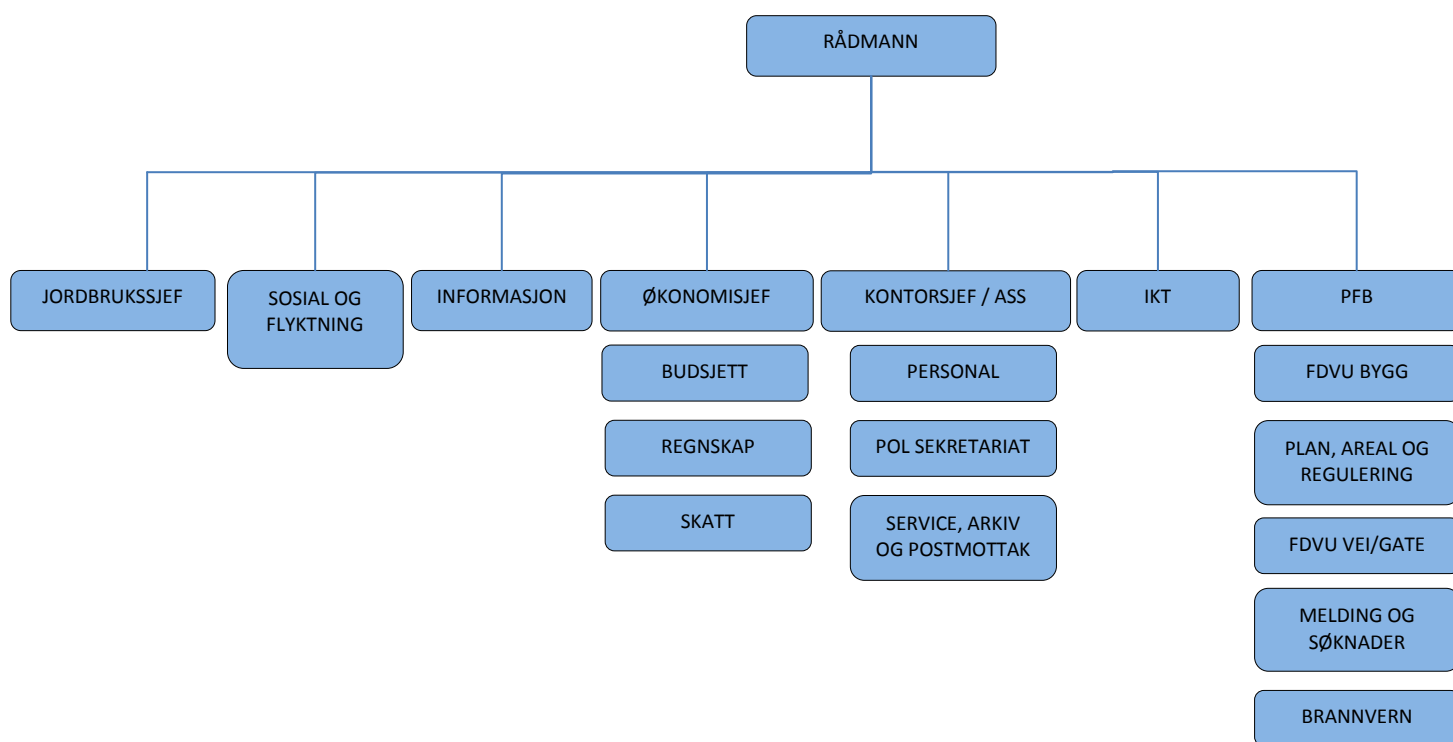 RÅDMANN
JORDBRUKSSJEF
SOSIAL OG
FLYKTNING
INFORMASJON
ØKONOMISJEF
KONTORSJEF / ASS
IKT
PFB
BUDSJETT
REGNSKAP
SKATT
PERSONAL
POL SEKRETARIAT
SERVICE, ARKIV
OG POSTMOTTAK
FDVU BYGG
PLAN, AREAL OG
REGULERING
FDVU VEI/GATE
MELDING OG
SØKNADER
BRANNVERN